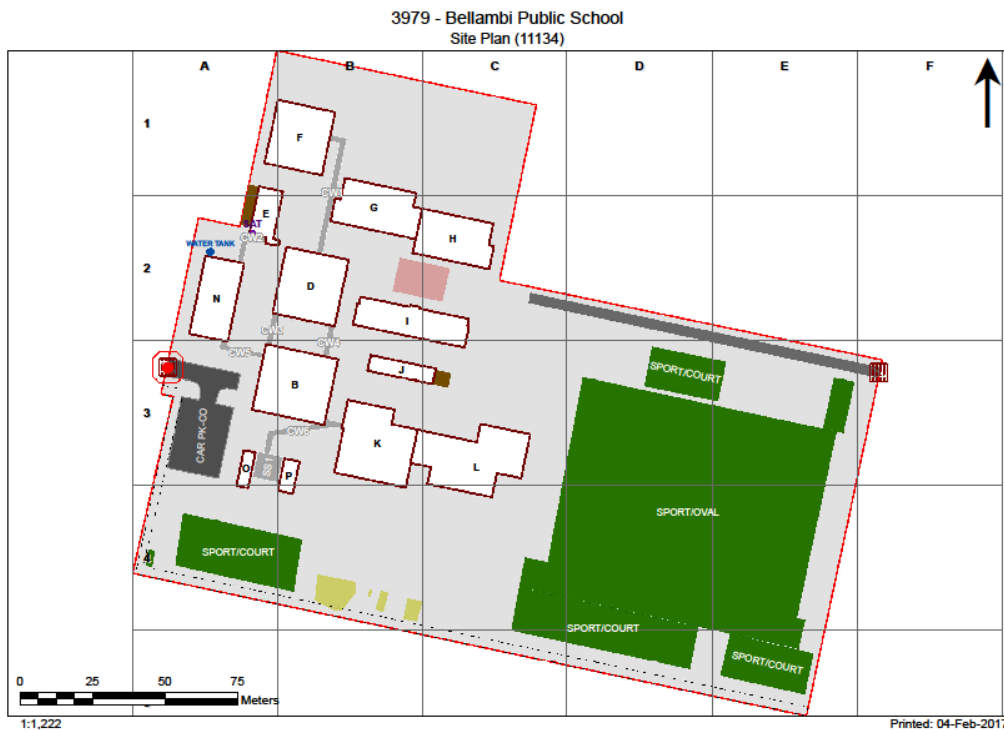 3979 - Bellambi Public School
Site Plan (11134)
A B C D E F
1
F
CW1
E
G
SAT
CW2
H
WATER TANK
2
D
N
I
CW3
CW4
CW5
J
SPORT/COURT
B
3
CAR PK-CO
K
L
O
SS 1
P
SPORT/OVAL
SPORT/COURT
4
SPORT/COURT
SPORT/COURT
0 25 50 75
Meters
1:1,222
Printed: 04-Feb-2017